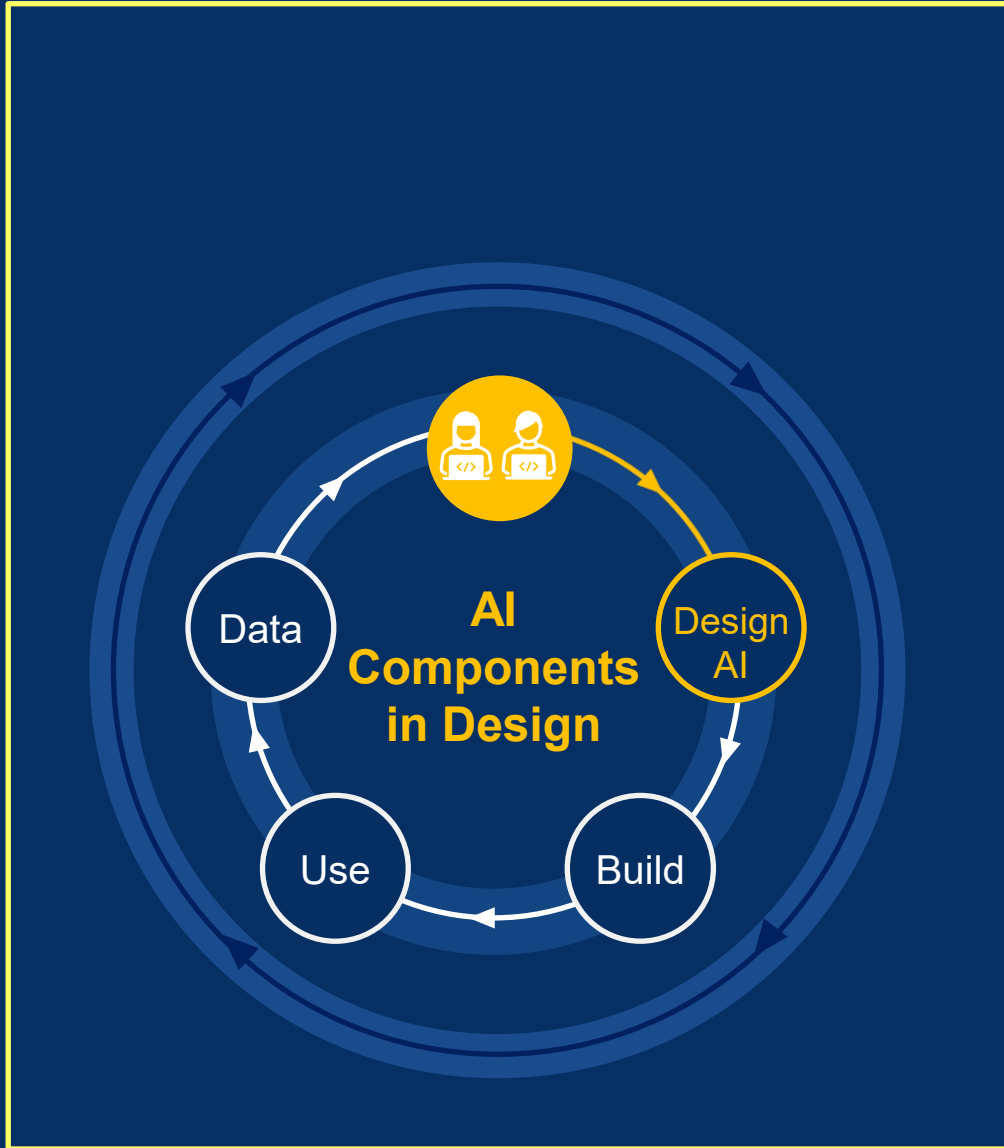 </>
</>
AI
Components
in Design
Data
Design
AI
Use
Build